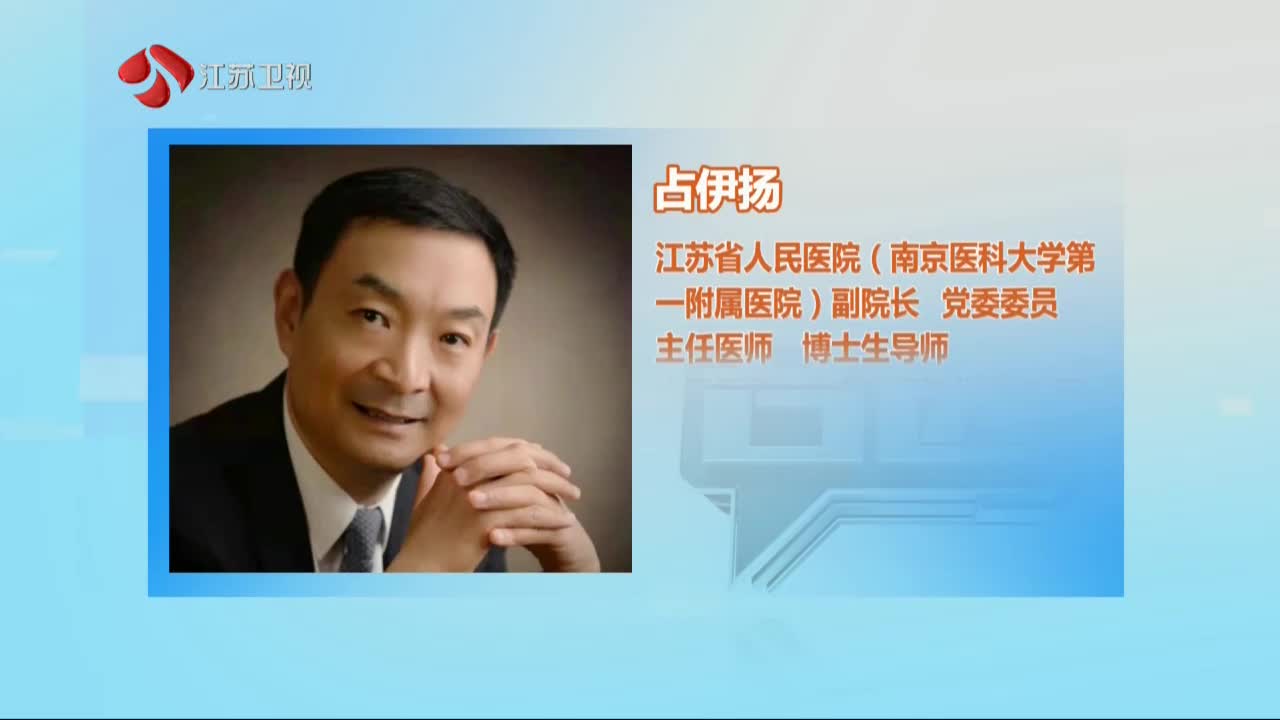 江苏卫视
占伊扬
江苏省人民医院（南京医科大学第
一附属医院）副院长 党委委员
主任医师 博士生导师